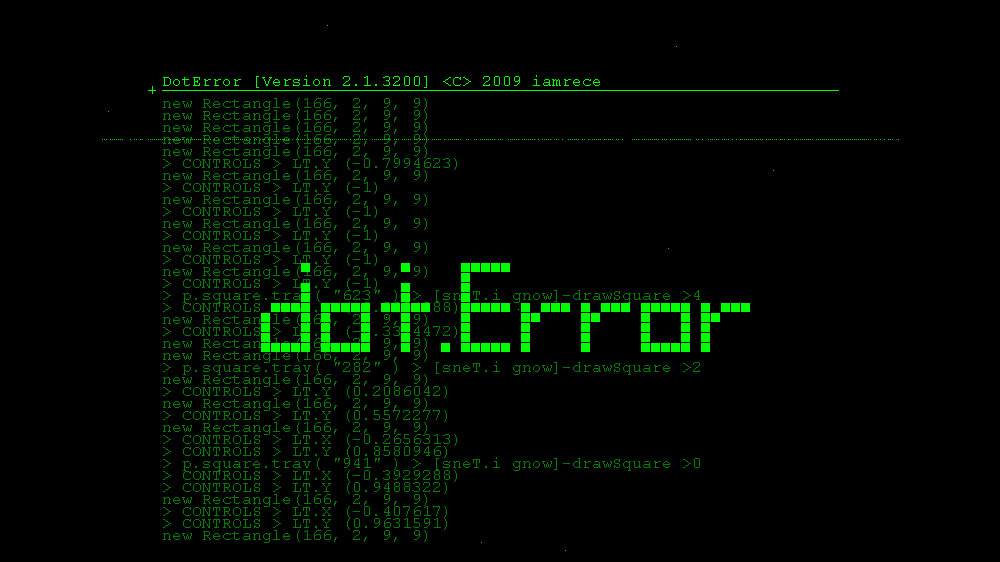 DotError [Version 2.1.3200] <C> 2009 iamrece
new Rectangle(166, 2, 9, 9)
new Rectangle(166, 2, 9, 9)
new Rectangle(166, 2, 9, 9)
new Rectangle(166, 2, 9, 9)
new Rectangle(166, 2, 9, 9)
> CONTROLS > LT.Y (-0.7994623)
new Rectangle(166, 2, 9, 9)
> CONTROLS > LT.Y (-1)
new Rectangle(166, 2, 9, 9)
> CONTROLS > LT.Y (-1)
new Rectangle(166, 2, 9, 9)
> CONTROLS > LT.Y (-1)
new Rectangle(166, 2, 9, 9)
> CONTROLS > LT.Y (-1)
new Rectangle(166, 2, 9, 9)
> CONTROLS > LT.Y (-1)
> p.square.trav( "623" ) > [sneT.i gnow]-drawSquare >4
> CONTROLS > LT.
dot.Error
new Rectangle(166, 2, 9, 9)
> CONTROLS > LT.
new Rectangle(166, 2, 9, 9)
new Rectangle(166, 2, 9, 9)
> p.square.trav( "282" ) > [sneT.i gnow]-drawSquare >2
new Rectangle(166, 2, 9, 9)
> CONTROLS > LT.Y (0.2086042)
new Rectangle(166, 2, 9, 9)
> CONTROLS > LT.Y (0.5572277)
new Rectangle(166, 2, 9, 9)
> CONTROLS > LT.X (-0.2656313)
> CONTROLS > LT.Y (0.8580946)
> p.square.trav( "941" ) > [sneT.i gnow]-drawSquare >0
> CONTROLS > LT.X (-0.3929288)
> CONTROLS > LT.Y (0.9488322)
new Rectangle(166, 2, 9, 9)
> CONTROLS > LT.X (-0.407617)
> CONTROLS > LT.Y (0.9631591)
new Rectangle(166, 2, 9, 9)